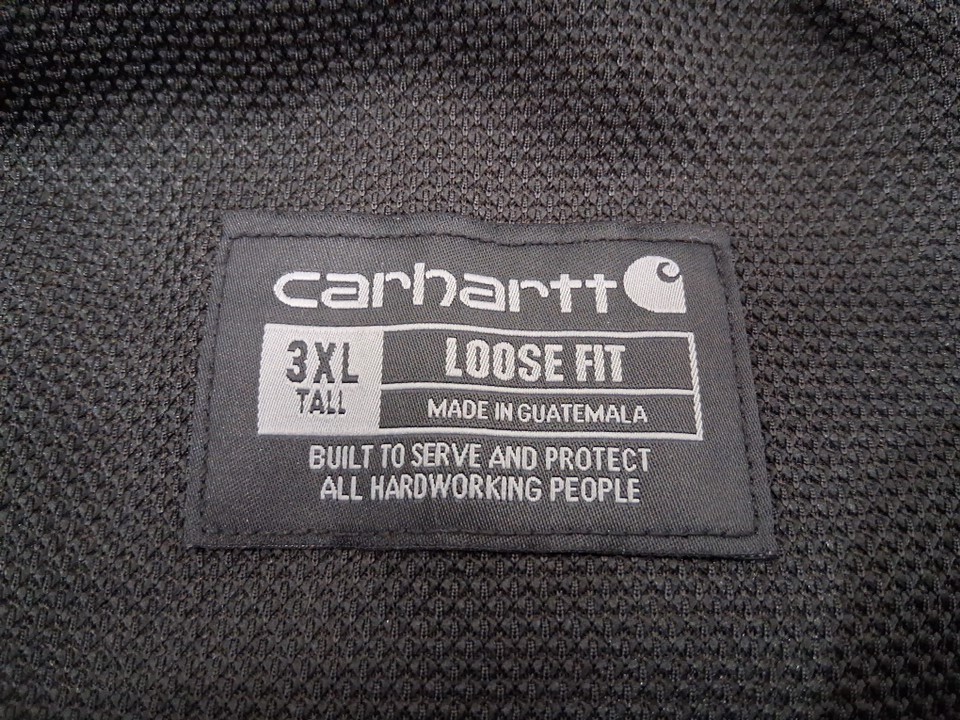 carhartt
3XL
TALL
LOOSE FIT
MADE IN GUATEMALA
BUILT TO SERVE AND PROTECT
ALL HARDWORKING PEOPLE